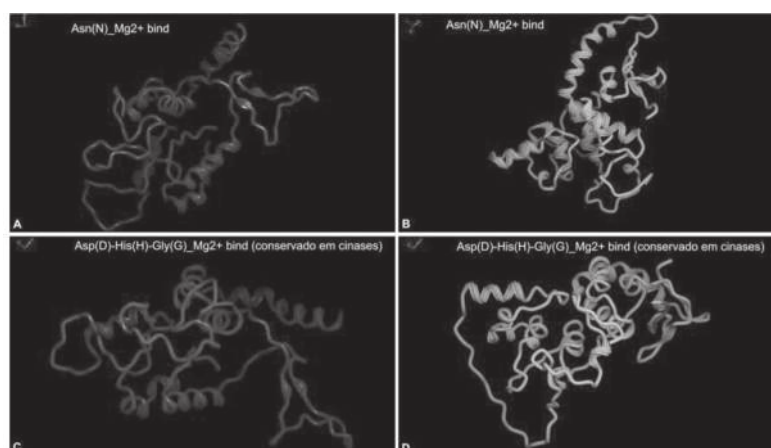 Asn(N)_Mg2+ bind
A
Asn(N)_Mg2+ bind
B
Asp(D)-His(H)-Gly(G)_Mg2+ bind (conservado em cinases)
C
Asp(D)-His(H)-Gly(G)_Mg2+ bind (conservado em cinases)
D